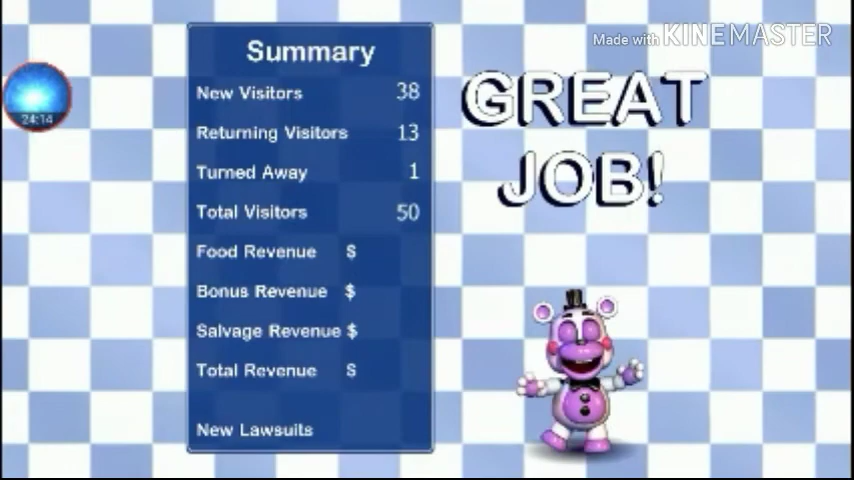 Made with KINEMASTER
24:14
Summary
New Visitors 38
Returning Visitors 13
Turned Away 1
Total Visitors 50
Food Revenue $
Bonus Revenue $
Salvage Revenue $
Total Revenue $
New Lawsuits
GREAT
JOB!